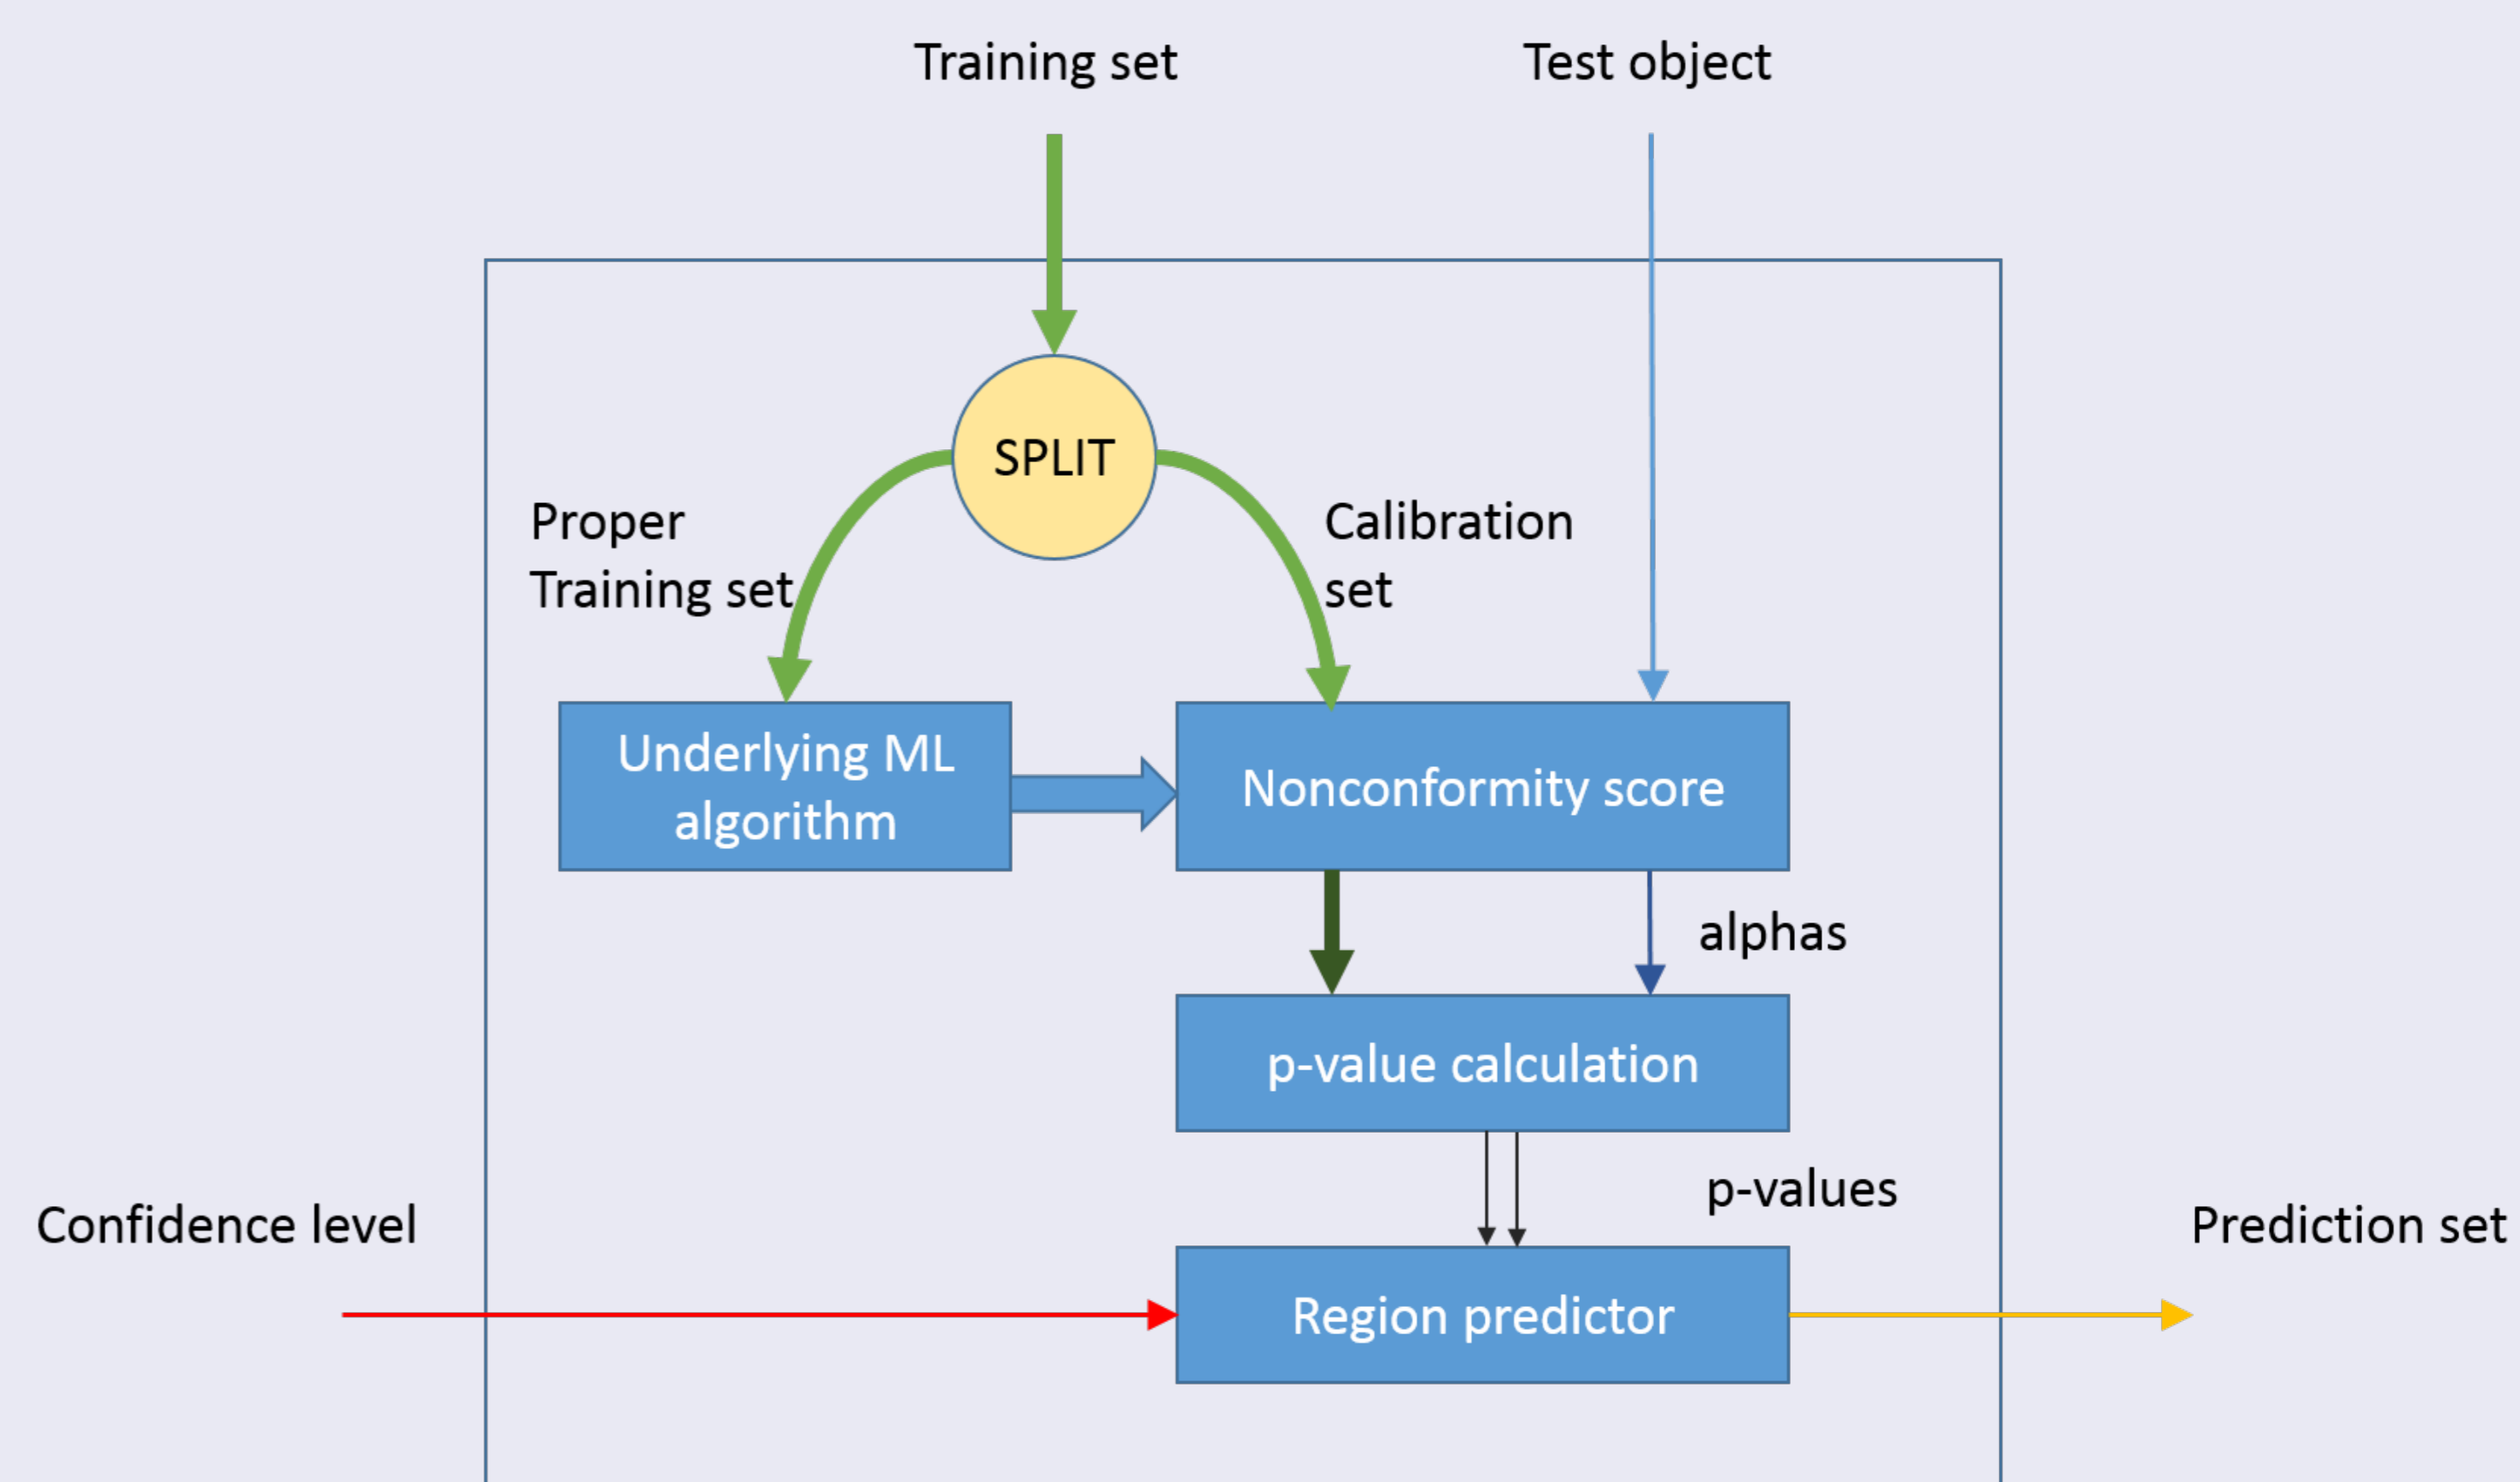 Training set
Test object
SPLIT
Proper
Training set
Calibration
set
Underlying ML
algorithm
Nonconformity score
alphas
p-value calculation
p-values
Confidence level
Prediction set
Region predictor